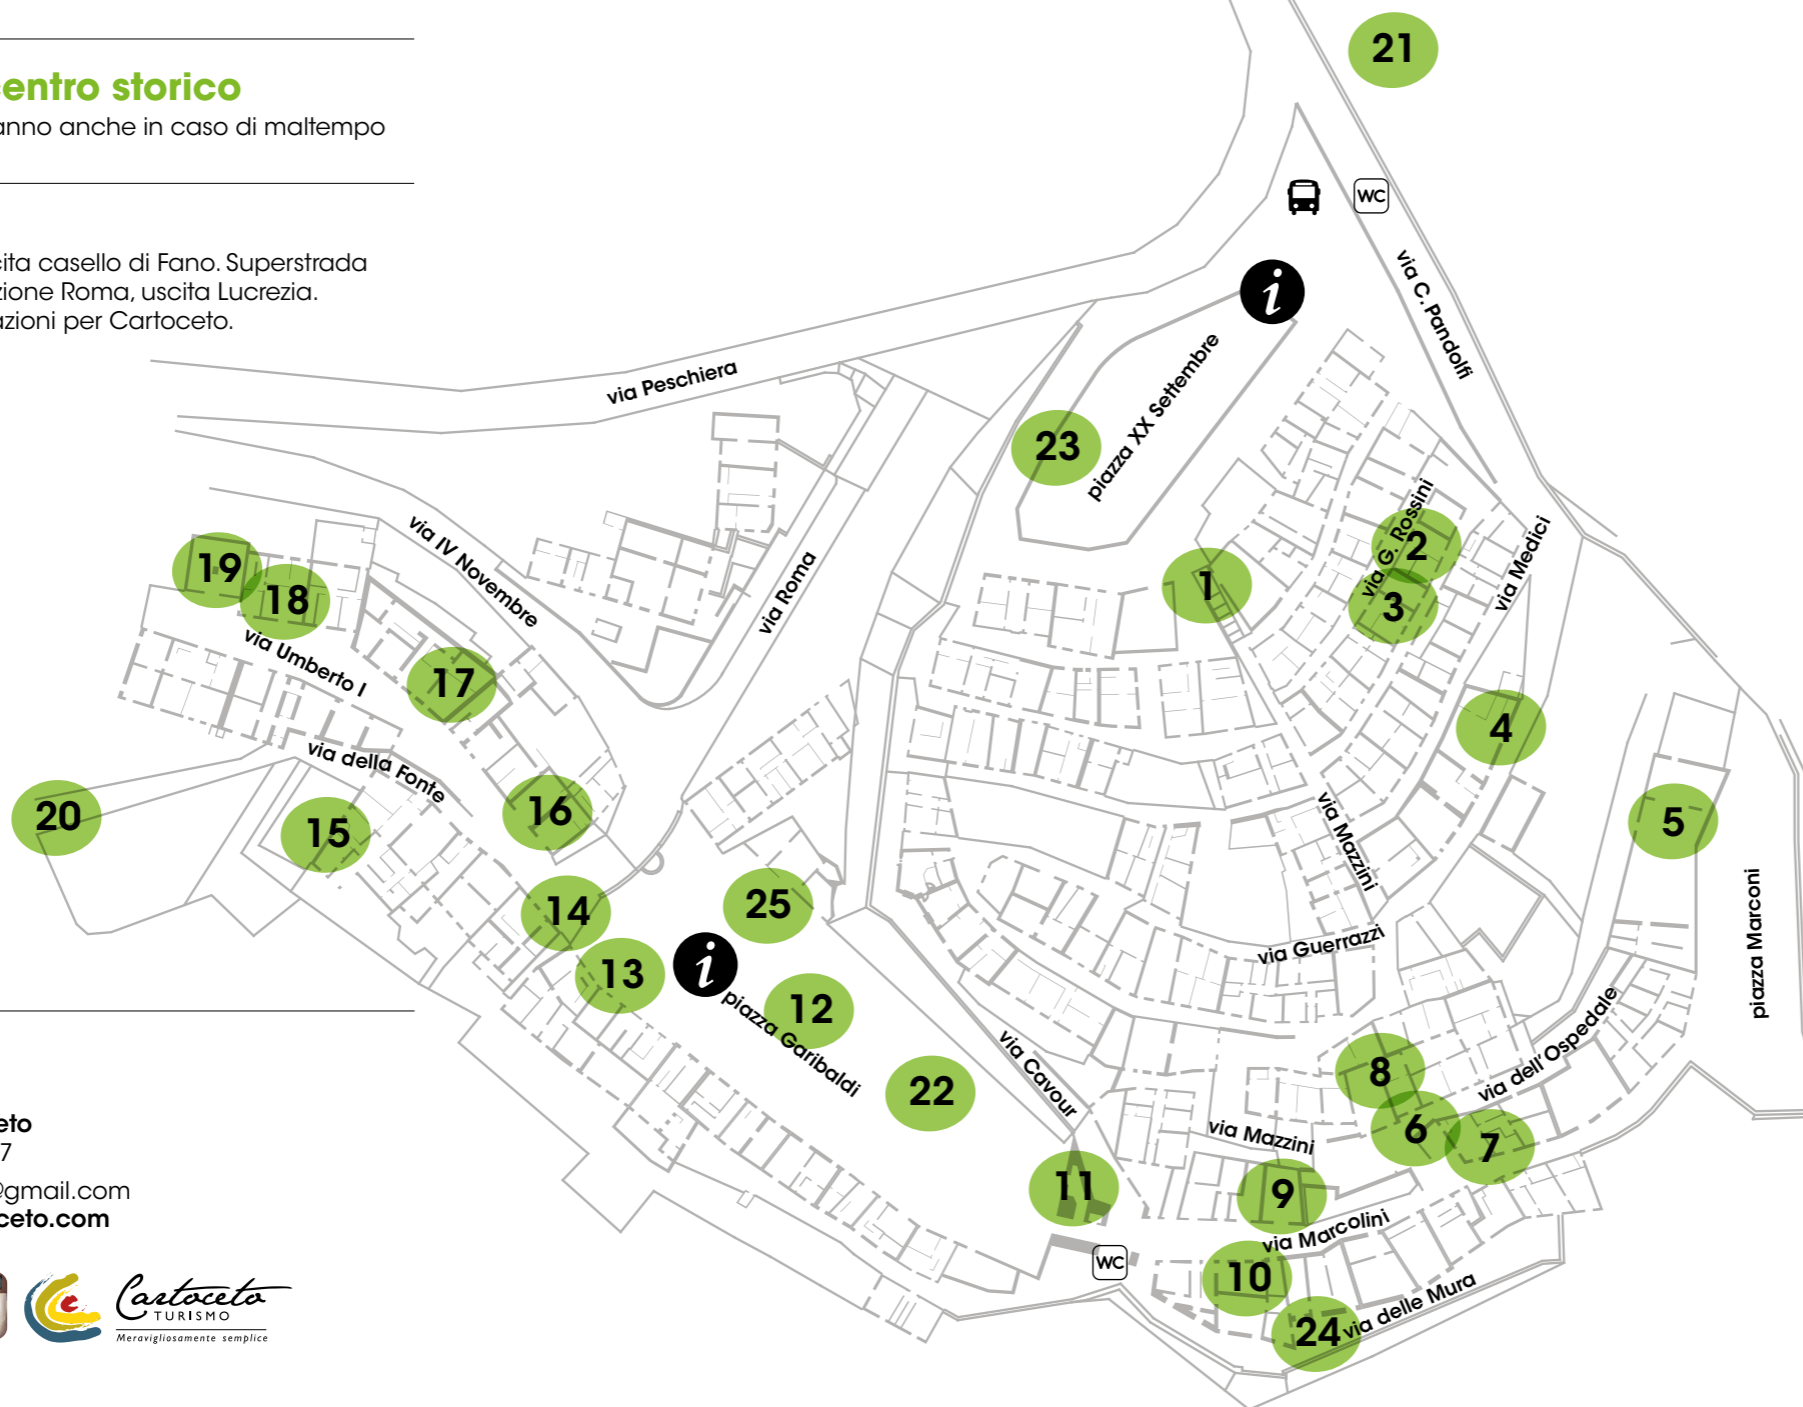 centro storico
anno anche in caso di maltempo
cita casello di Fano. Superstrada
zione Roma, uscita Lucrezia.
azioni per Cartoceto.
21
WC
i
via C. Pandolfi
via Peschiera
piazza XX Settembre
23
via G. Rossini
2
1
3
via Medici
19
18
via IV Novembre
via Roma
via Umberto I
17
4
via della Fonte
20
15
16
5
via Mazzini
14
25
piazza Marconi
via Guerrazzi
13
i
12
piazza Garibaldi
22
via Cavour
8
via dell'Ospedale
6
7
via Mazzini
11
9
via Marcolini
WC
10
24
via delle Mura
eto
7
@gmail.com
ceto.com
Cartoceto
TURISMO
Meravigliosamente semplice